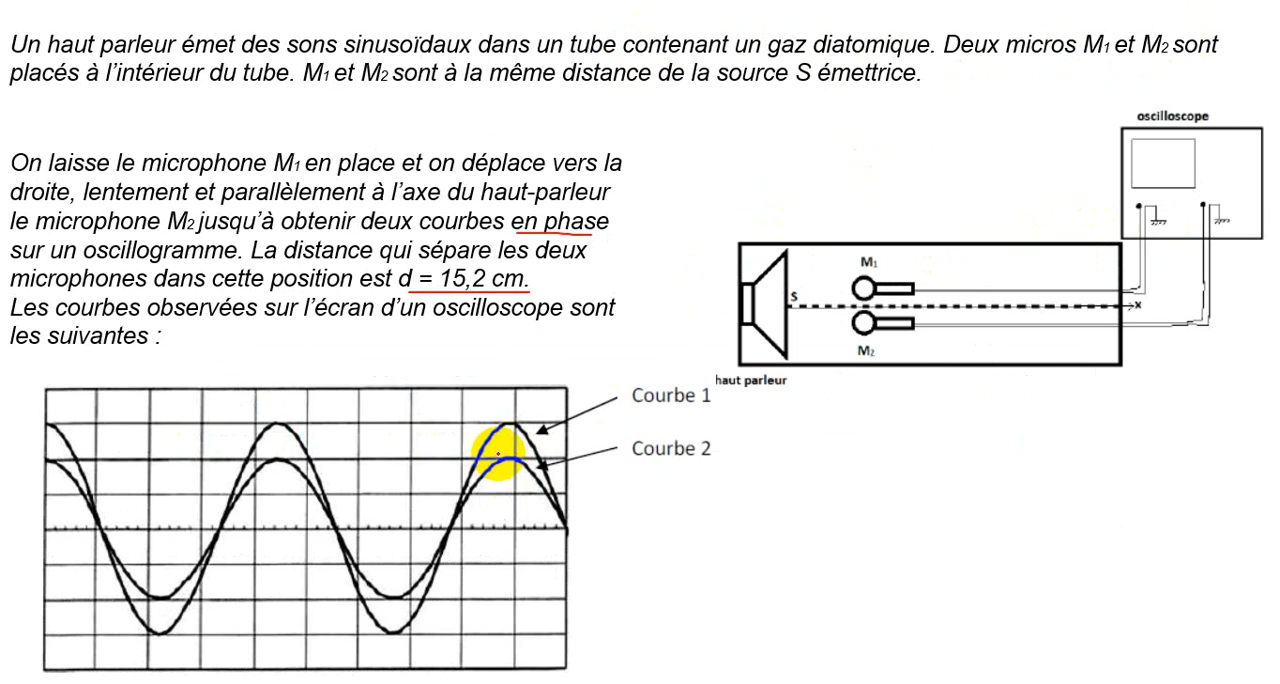 Un haut parleur émet des sons sinusoïdaux dans un tube contenant un gaz diatomique. Deux micros M1 et M2 sont
placés à l’intérieur du tube. M1 et M2 sont à la même distance de la source S émettrice.
oscilloscope
On laisse le microphone M1 en place et on déplace vers la
droite, lentement et parallèlement à l’axe du haut-parleur
le microphone M2 jusqu’à obtenir deux courbes en phase
sur un oscillogramme. La distance qui sépare les deux
microphones dans cette position est d = 15,2 cm.
Les courbes observées sur l’écran d’un oscilloscope sont
les suivantes :
M1
S
x
M2
haut parleur
Courbe 1
Courbe 2